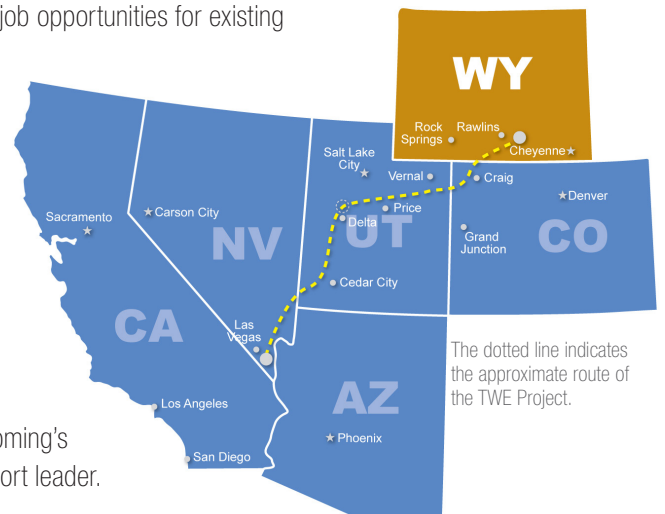 job opportunities for existing
WY
Rock
Springs
Rawlins
Cheyenne
Salt Lake
City
Vernal
Craig
Denver
Sacramento
Carson City
Price
Delta
NV
UT
Grand
Junction
CO
Cedar City
CA
Las
Vegas
The dotted line indicates
the approximate route of
the TWE Project.
AZ
Los Angeles
Phoenix
oming's
San Diego
ort leader.